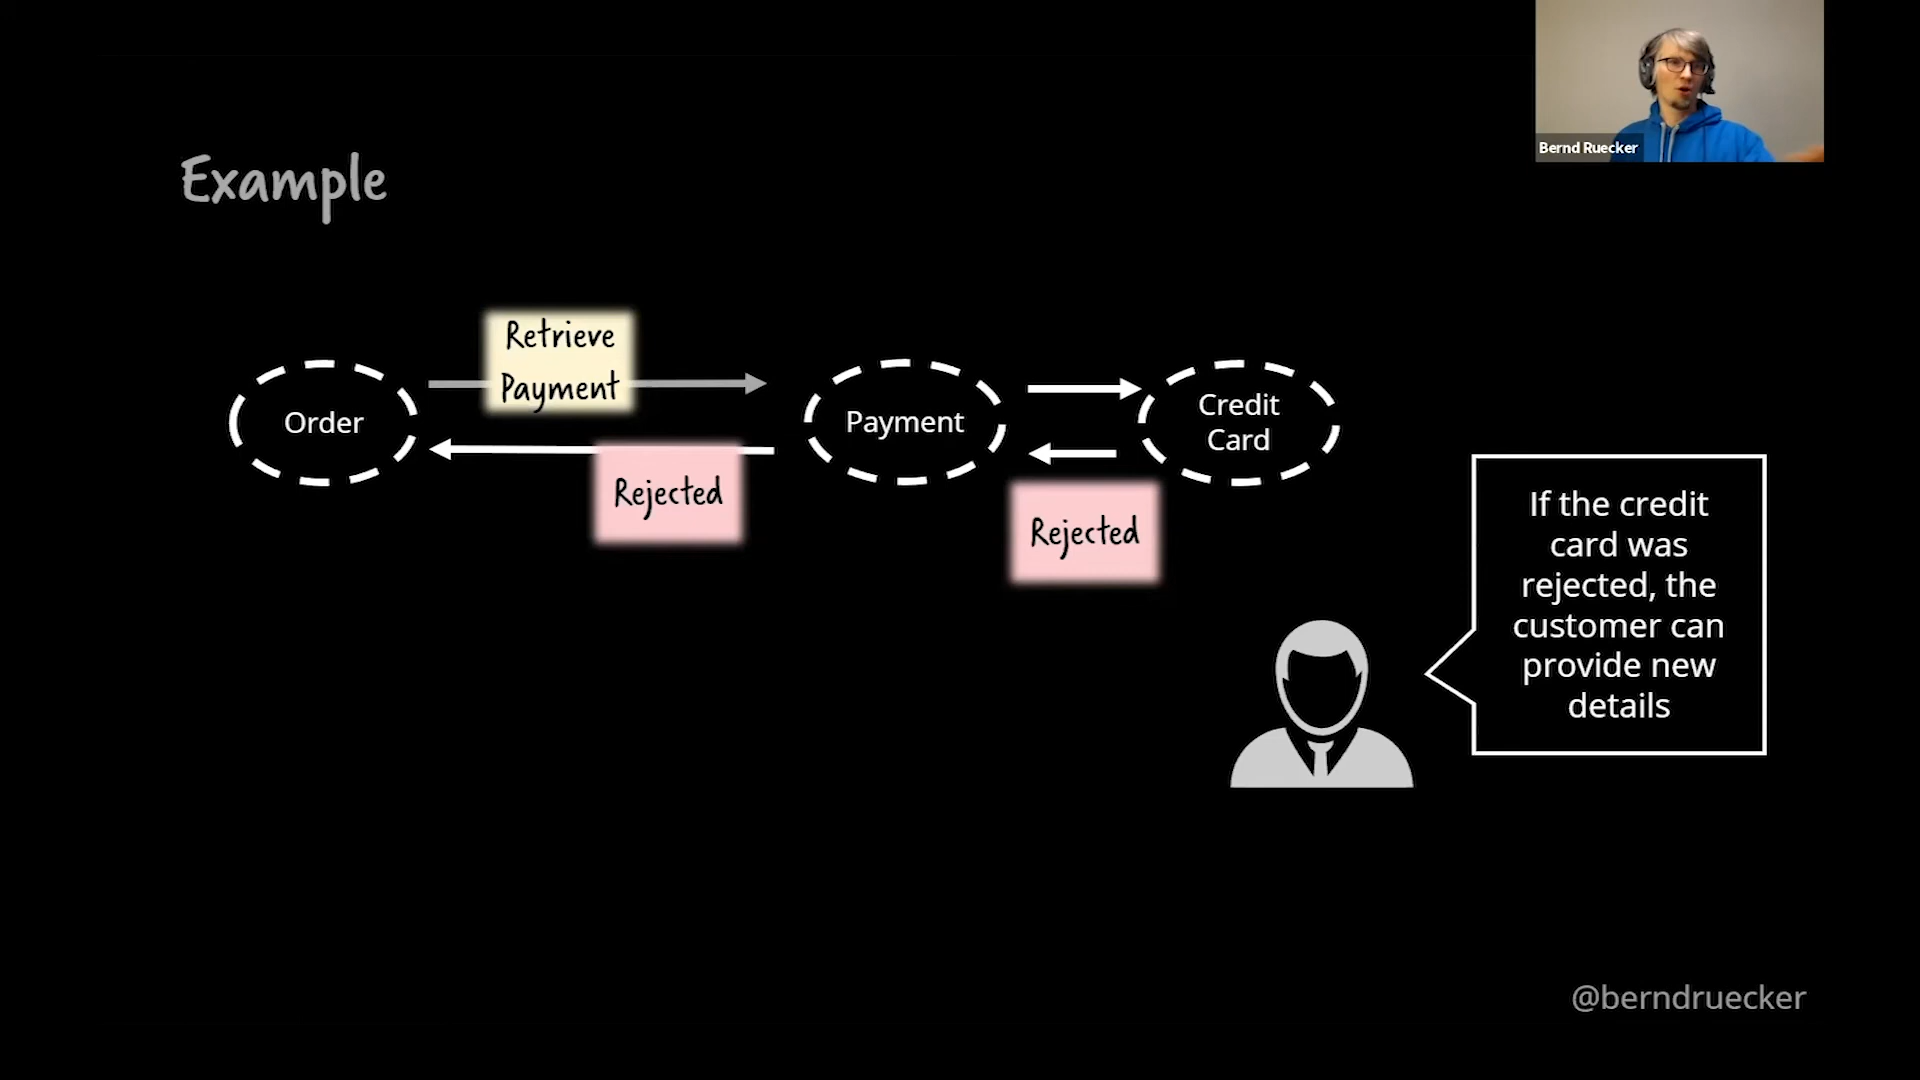 Bernd Ruecker
Example
Retrieve
Payment
Order
Payment
Credit
Card
Rejected
Rejected
If the credit
card was
rejected, the
customer can
provide new
details
@berndruecker